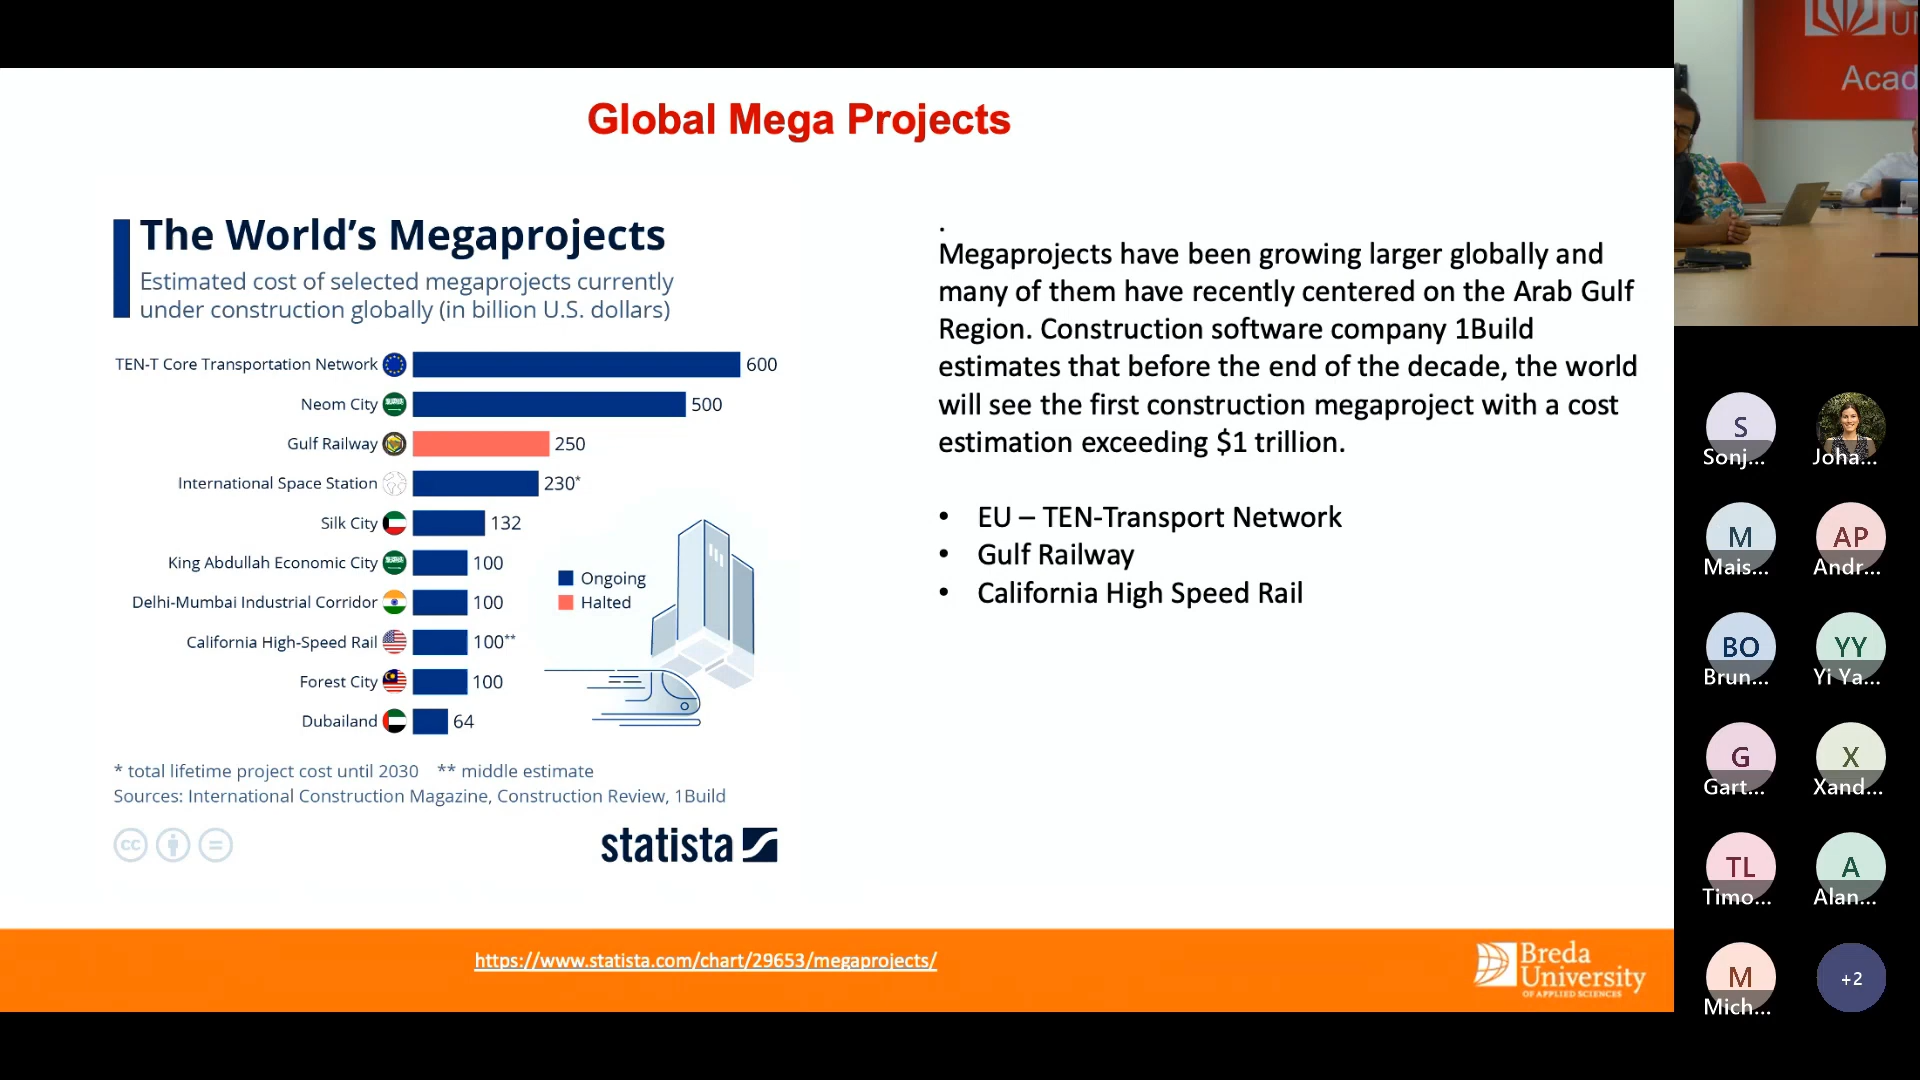 Global Mega Projects
The World's Megaprojects
Estimated cost of selected megaprojects currently
under construction globally (in billion U.S. dollars)
TEN-T Core Transportation Network 600
Neom City 500
Gulf Railway 250
International Space Station 230*
Silk City 132
King Abdullah Economic City 100
Delhi-Mumbai Industrial Corridor 100
California High-Speed Rail 100**
Forest City 100
Dubailand 64
Ongoing
Halted
* total lifetime project cost until 2030 ** middle estimate
Sources: International Construction Magazine, Construction Review, 1Build
cc
statista
.
Megaprojects have been growing larger globally and
many of them have recently centered on the Arab Gulf
Region. Construction software company 1Build
estimates that before the end of the decade, the world
will see the first construction megaproject with a cost
estimation exceeding $1 trillion.
• EU – TEN-Transport Network
• Gulf Railway
• California High Speed Rail
https://www.statista.com/chart/29653/megaprojects/
Breda
University
OF APPLIED SCIENCES
UN
Acad
S
Sonj...
Joha...
M
Mais...
AP
Andr...
BO
Brun...
YY
Yi Ya...
G
Gart...
X
Xand...
TL
Timo...
A
Alan...
M
Mich...
+2